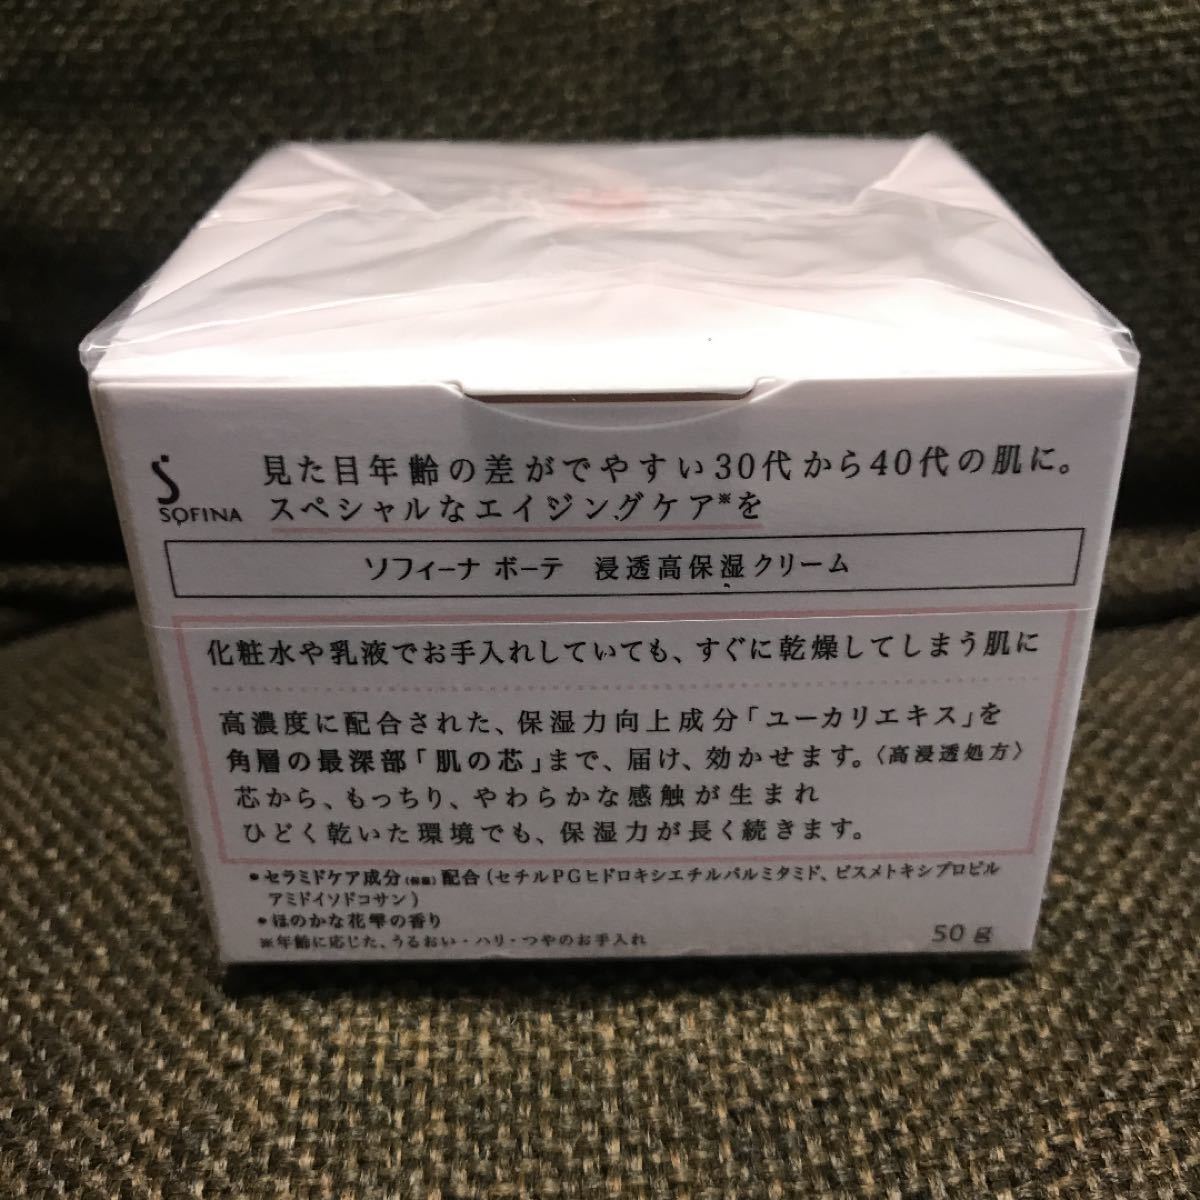 見た目年齢の差がでやすい30代から40代の肌に。
スペシャルなエイジングケア※を
SOFINA
ソフィーナ ボーテ 浸透高保湿クリーム
化粧水や乳液でお手入れしていても、すぐに乾燥してしまう肌に
高濃度に配合された、保湿力向上成分「ユーカリエキス」を
角層の最深部「肌の芯」まで、届け、効かせます。〈高浸透処方〉
芯から、もっちり、やわらかな感触が生まれ
ひどく乾いた環境でも、保湿力が長く続きます。
●セラミドケア成分(保湿)配合(セチルPGヒドロキシエチルパルミタミド、ビスメトキシプロピル
アミドイソドコサン)
●ほのかな花雫の香り
※年齢に応じた、うるおい・ハリ・つやのお手入れ
50g